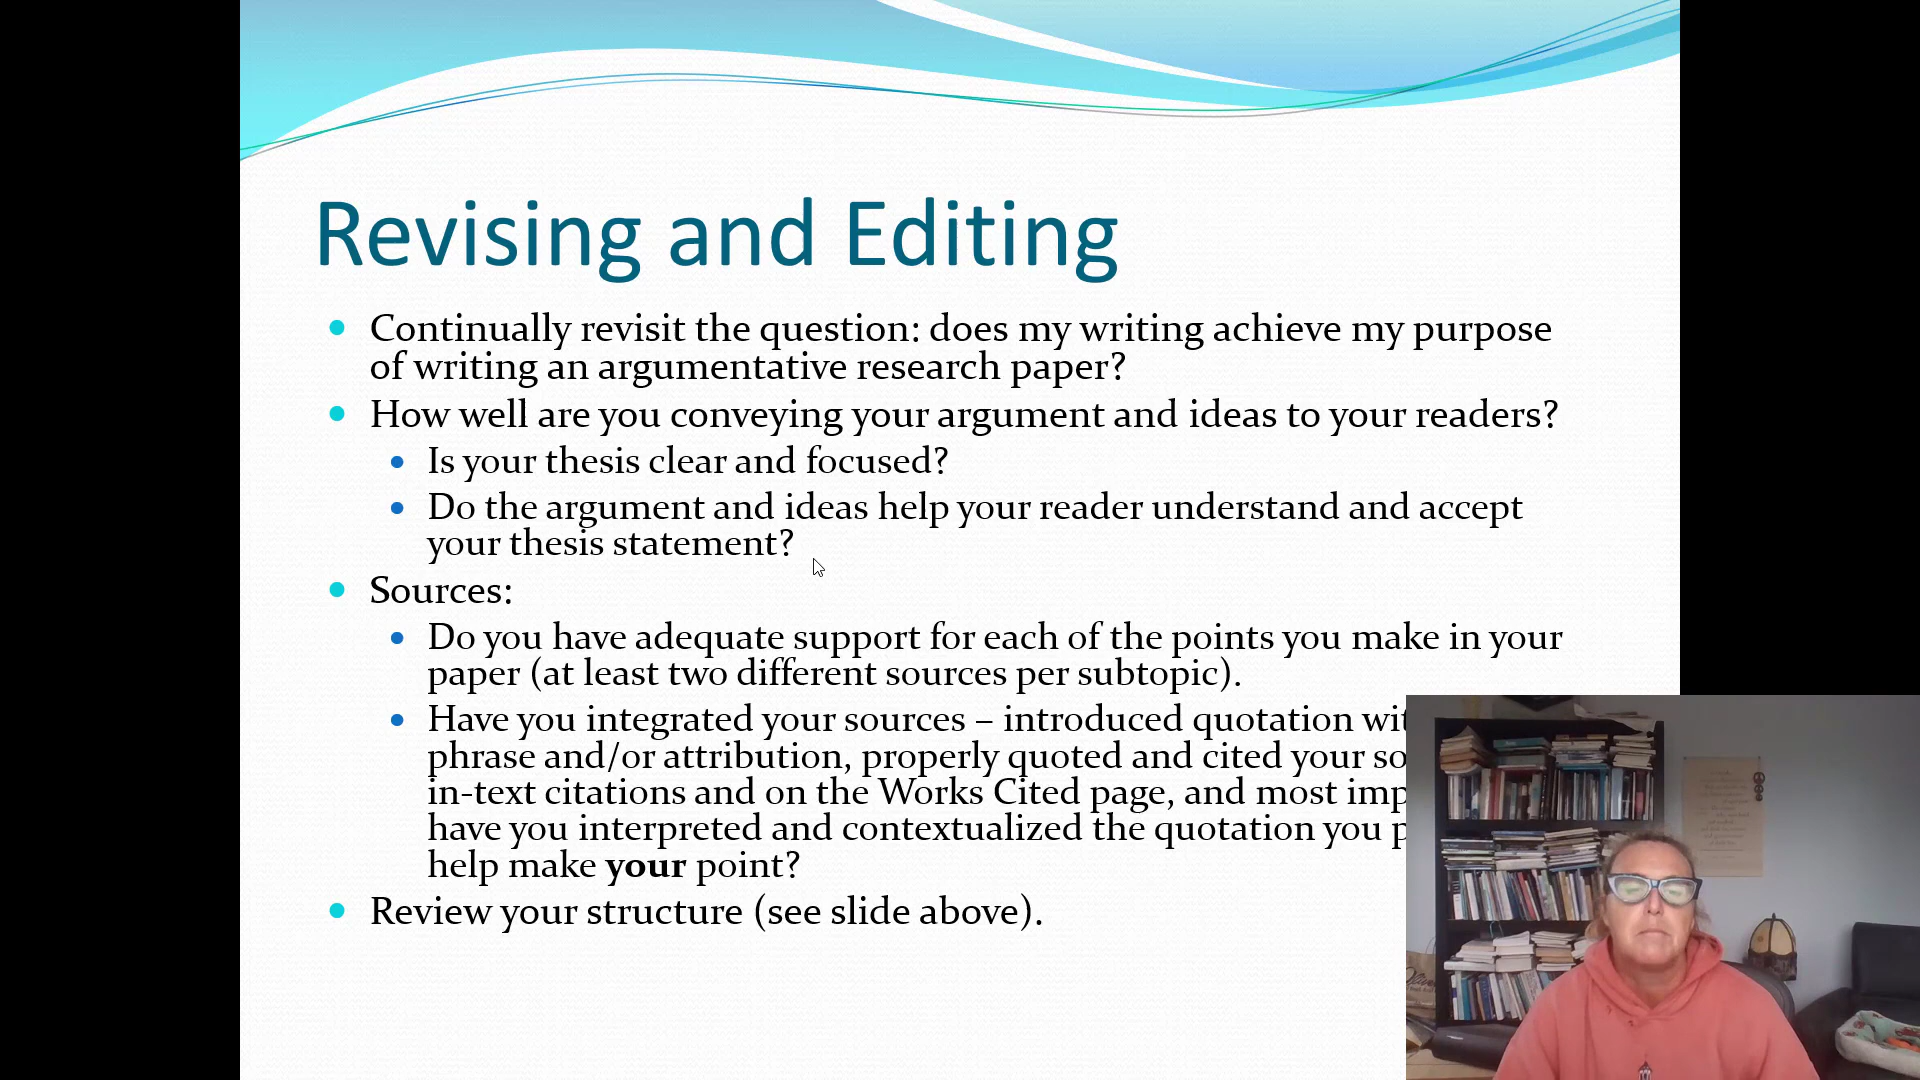 Revising and Editing
Continually revisit the question: does my writing achieve my purpose
of writing an argumentative research paper?
How well are you conveying your argument and ideas to your readers?
Is your thesis clear and focused?
Do the argument and ideas help your reader understand and accept
your thesis statement?
Sources:
Do you have adequate support for each of the points you make in your
paper (at least two different sources per subtopic).
Have you integrated your sources – introduced quotation
phrase and/or attribution, properly quoted and cited your
in-text citations and on the Works Cited page, and most
have you interpreted and contextualized the quotation you
help make your point?
Review your structure (see slide above).